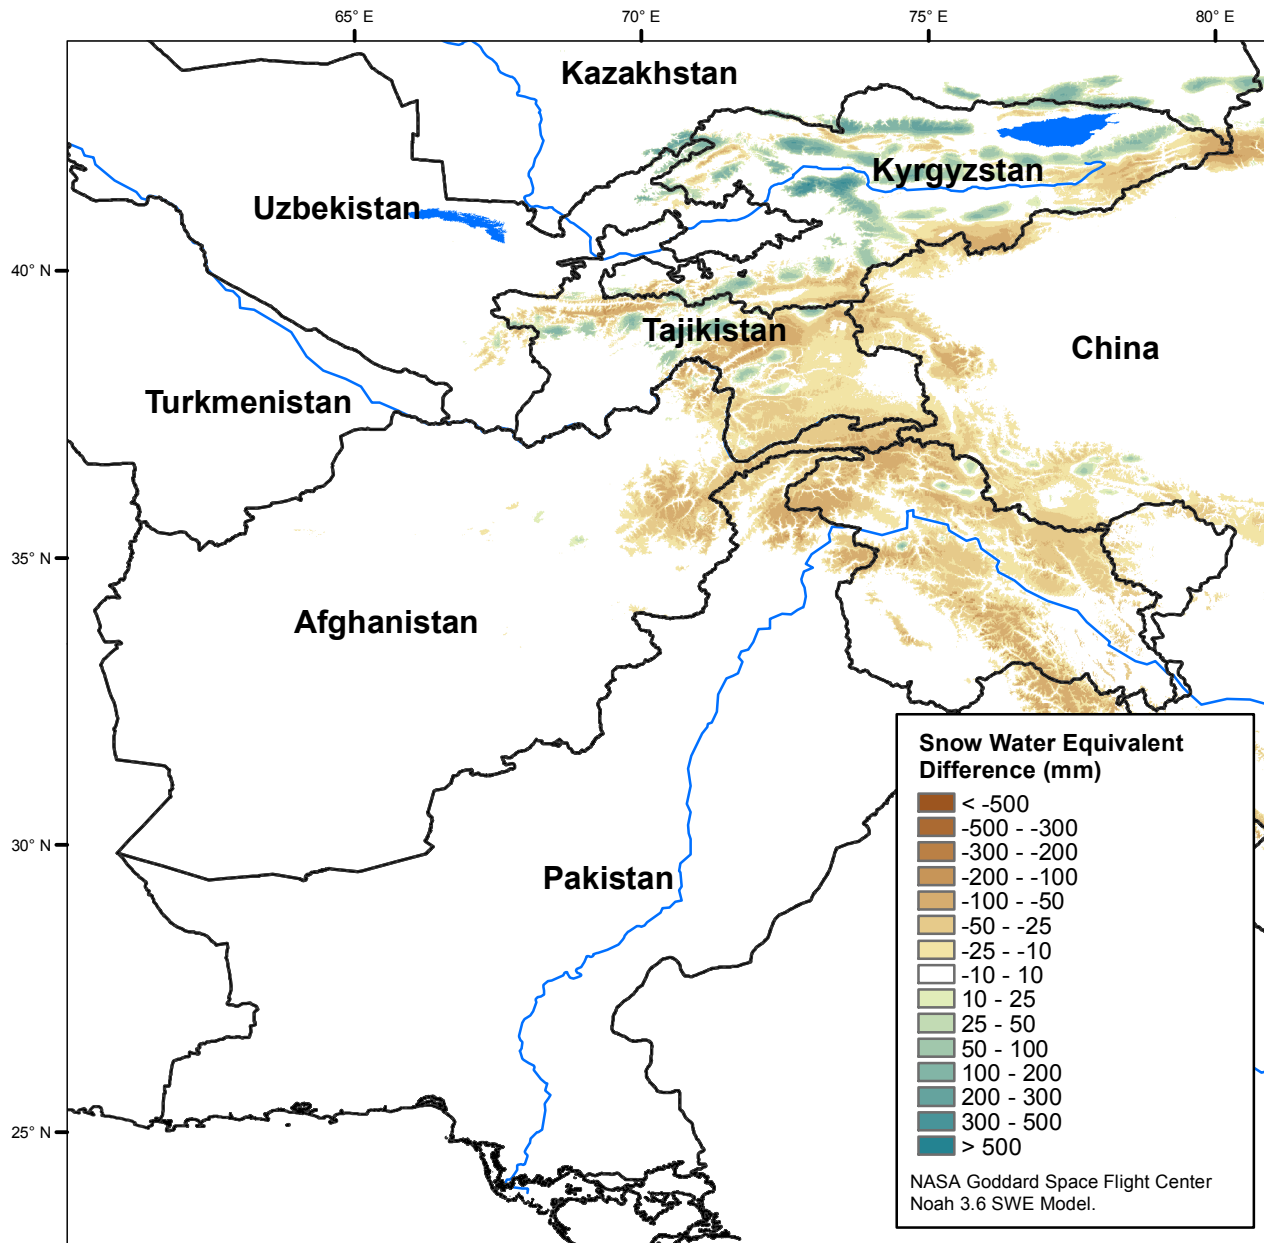 65° E
70° E
75° E
80° E
Kazakhstan
Kyrgyzstan
Uzbekistan
40° N
Tajikistan
China
Turkmenistan
35° N
Afghanistan
30° N
Pakistan
25° N
Snow Water Equivalent
Difference (mm)
< -500
-500 - -300
-300 - -200
-200 - -100
-100 - -50
-50 - -25
-25 - -10
-10 - 10
10 - 25
25 - 50
50 - 100
100 - 200
200 - 300
300 - 500
> 500
NASA Goddard Space Flight Center
Noah 3.6 SWE Model.